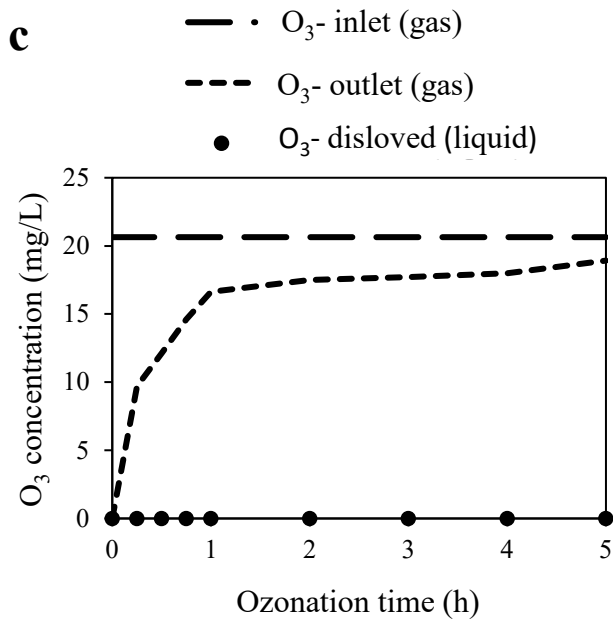 c
O₃- inlet (gas)
O₃- outlet (gas)
O₃- disloved (liquid)
25
20
15
10
5
0
O₃ concentration (mg/L)
0 1 2 3 4 5
Ozonation time (h)